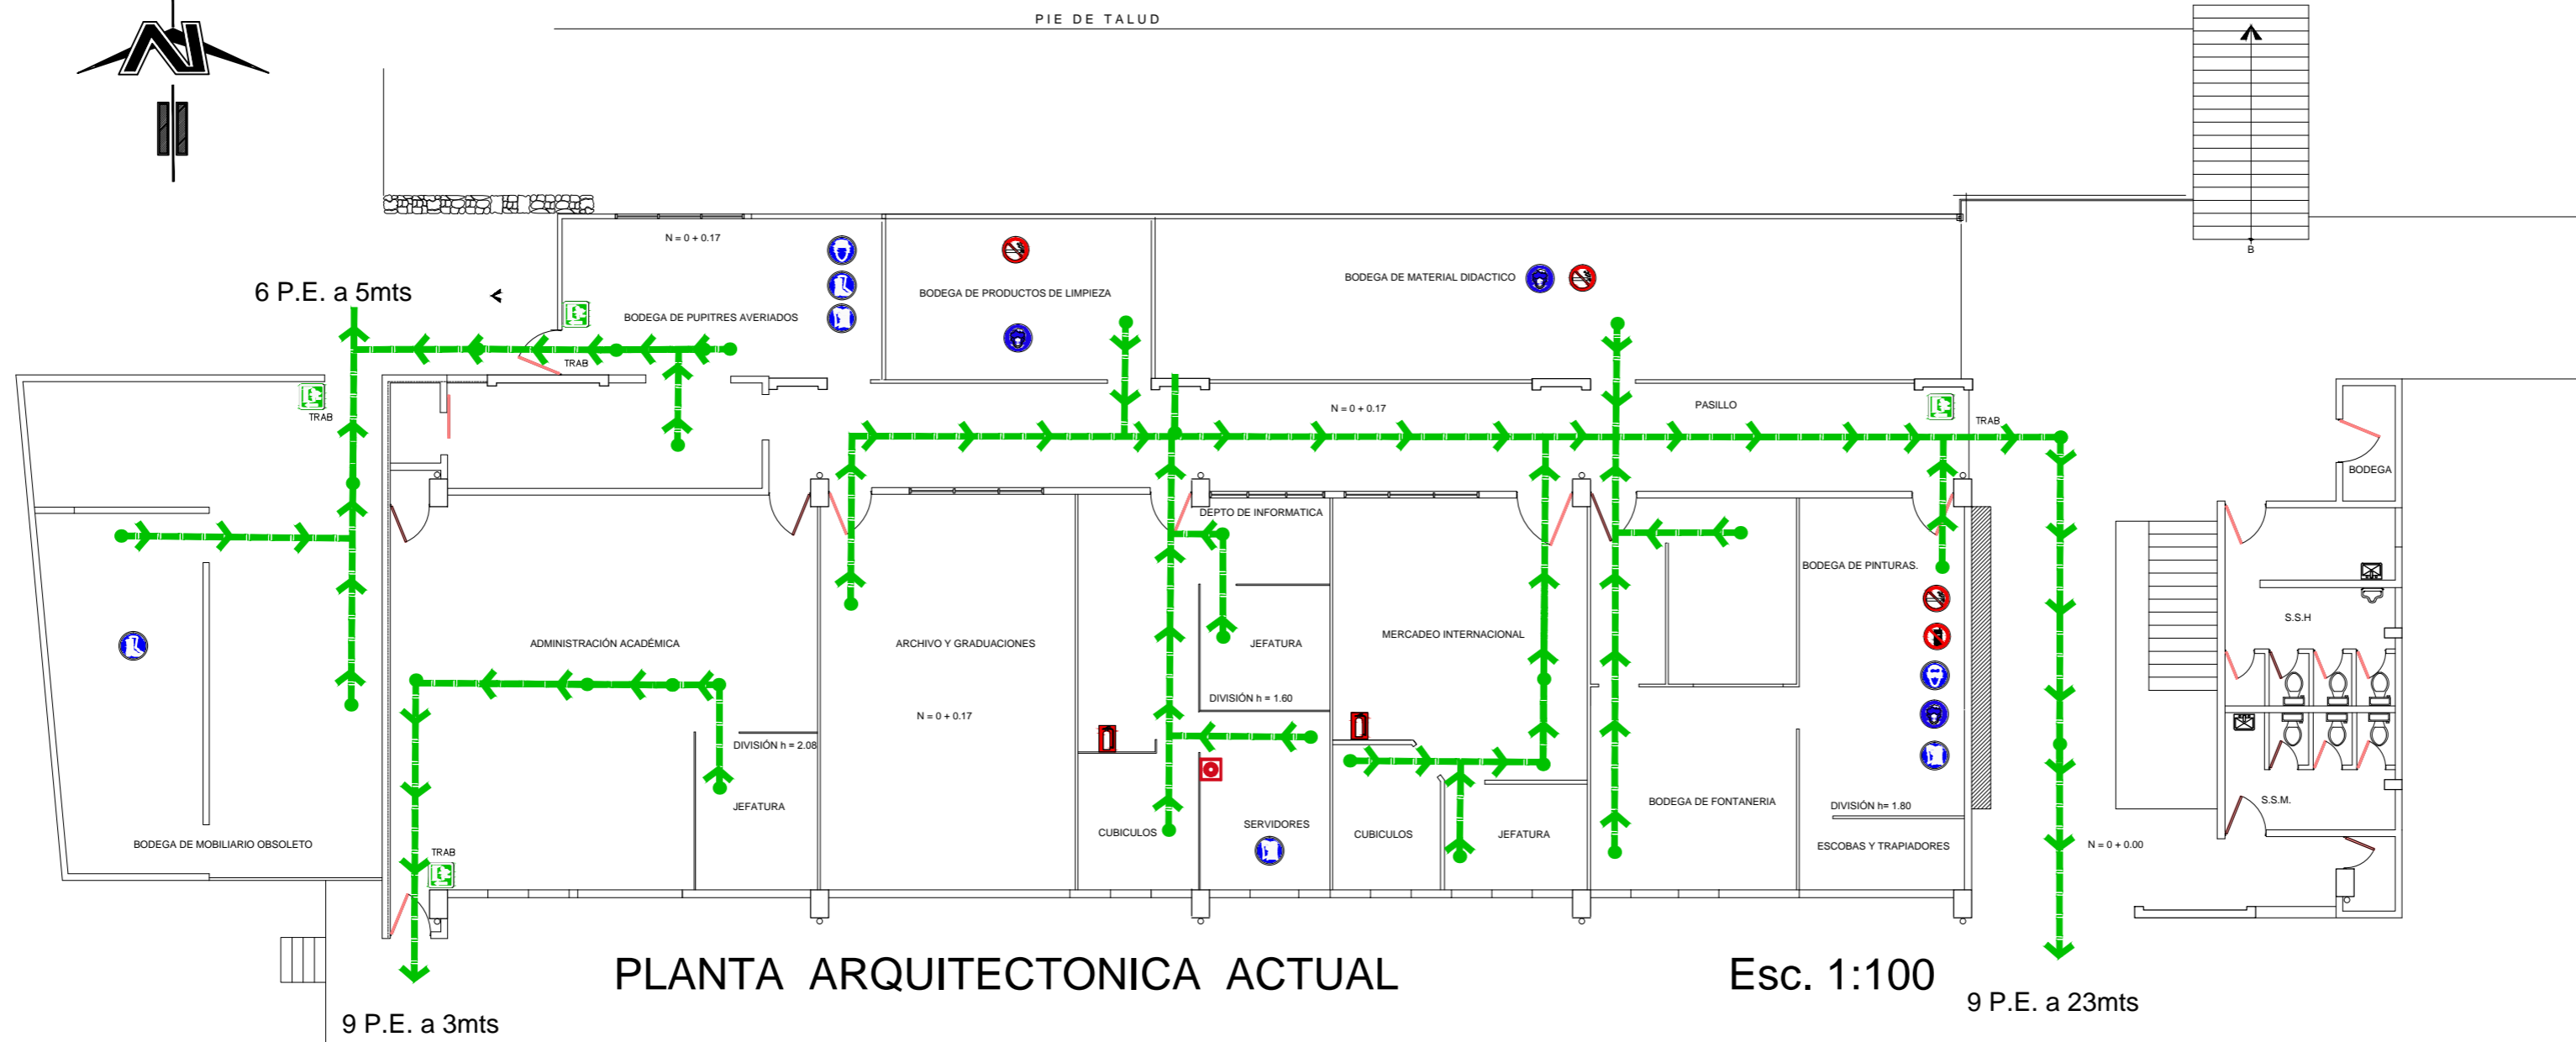 PIE DE TALUD
N
B
N = 0 + 0.17
6 P.E. a 5mts
BODEGA DE PRODUCTOS DE LIMPIEZA
BODEGA DE MATERIAL DIDACTICO
BODEGA DE PUPITRES AVERIADOS
TRAB
TRAB
N = 0 + 0.17
PASILLO
TRAB
BODEGA
DEPTO DE INFORMATICA
BODEGA DE PINTURAS.
S.S.H
ADMINISTRACIÓN ACADÉMICA
ARCHIVO Y GRADUACIONES
JEFATURA
MERCADEO INTERNACIONAL
DIVISIÓN h = 1.60
N = 0 + 0.17
DIVISIÓN h = 2.08
JEFATURA
BODEGA DE FONTANERIA
DIVISIÓN h= 1.80
S.S.M.
CUBICULOS
SERVIDORES
CUBICULOS
JEFATURA
BODEGA DE MOBILIARIO OBSOLETO
TRAB
ESCOBAS Y TRAPIADORES
N = 0 + 0.00
PLANTA ARQUITECTONICA ACTUAL
Esc. 1:100
9 P.E. a 23mts
9 P.E. a 3mts